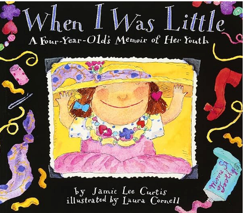 When I Was Little
A Four-Year-Old's Memoir of Her Youth
by Jamie Lee Curtis
illustrated by Laura Cornell